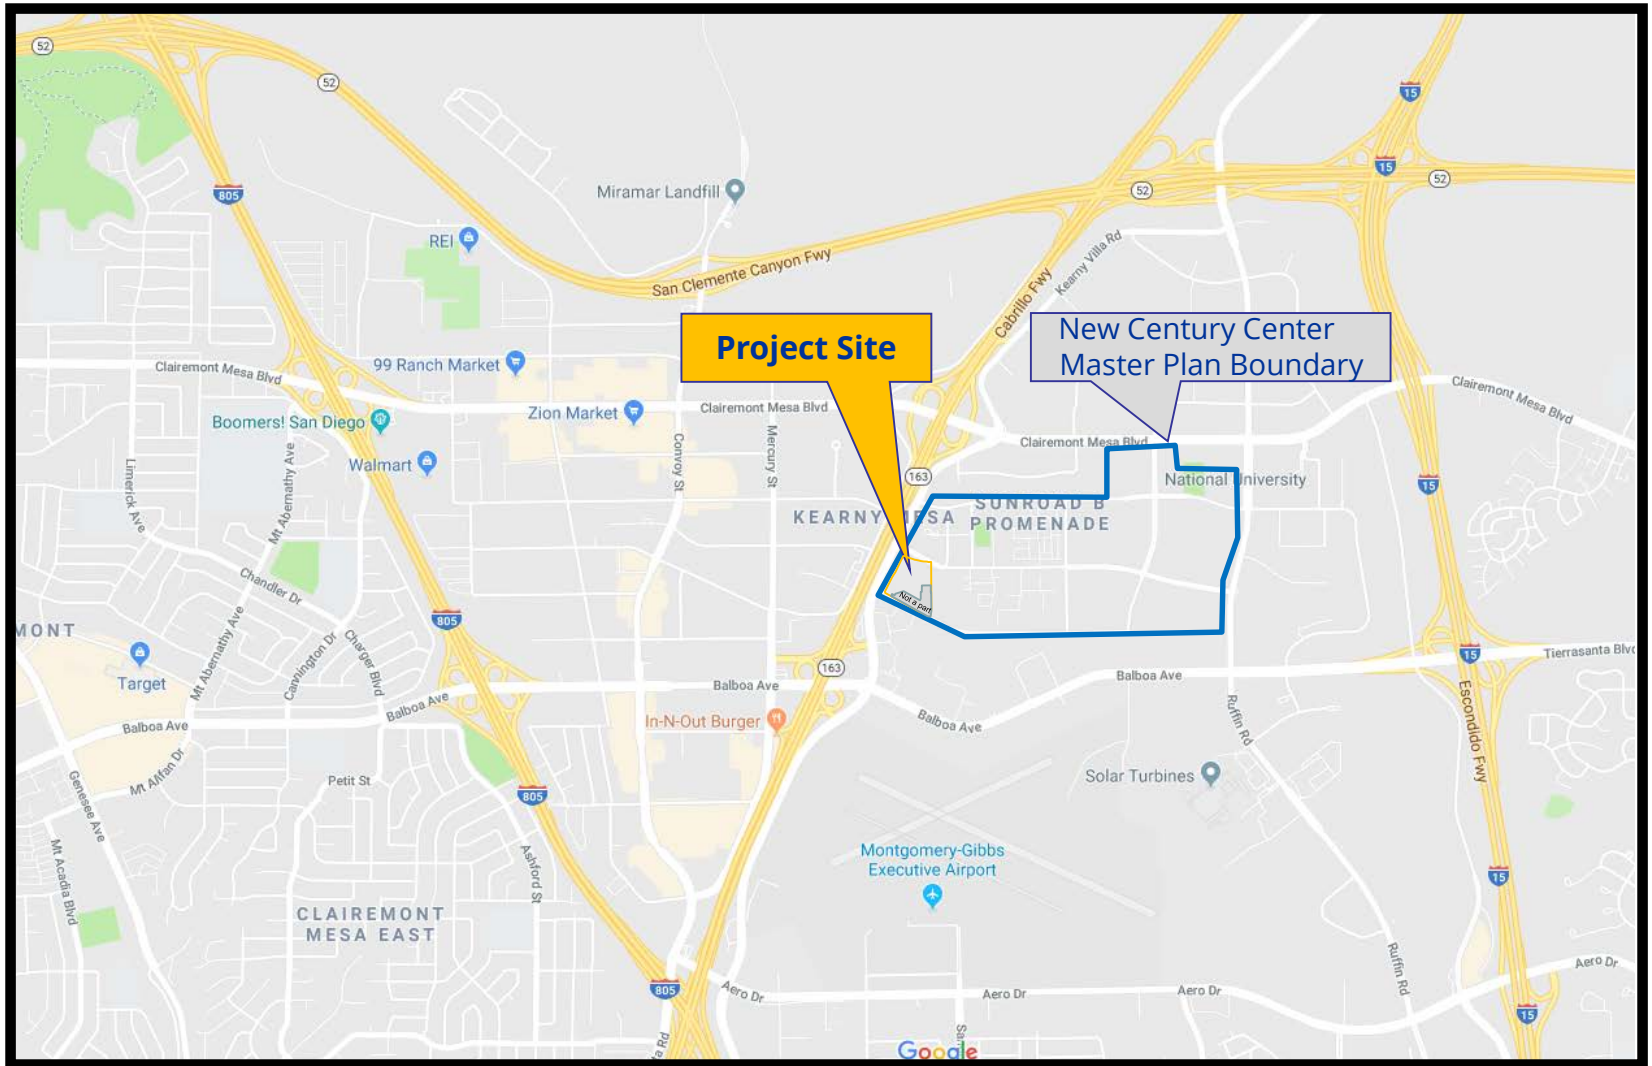 52
52
15
15
52
52
805
Miramar Landfill
REI
Kearny Villa Rd
San Clemente Canyon Fwy
Cabrillo Fwy
Project Site
New Century Center
Master Plan Boundary
99 Ranch Market
Clairemont Mesa Blvd
Clairemont Mesa Blvd
Zion Market
Clairemont Mesa Blvd
Boomers! San Diego
Clairemont Mesa Blvd
Walmart
Convoy St
Mercury St
Limerick Ave
Mt Abernathy Ave
163
National University
15
SUNROAD B
PROMENADE
Chandler Dr
Not a part
805
Mt Abernathy Ave
Cannington Dr
Charger Blvd
MONT
Target
163
15
Tierrasanta Blv
Balboa Ave
Balboa Ave
Balboa Ave
Balboa Ave
Balboa Ave
Ruffin Rd
Escondido Fwy
In-N-Out Burger
Petit St
Genesee Ave
Solar Turbines
805
Mt Acadia Blvd
Ashford St
Montgomery-Gibbs
Executive Airport
15
CLAIREMONT
MESA EAST
Ruffin Rd
Aero Dr
805
Aero Dr
Aero Dr
Aero Dr
15
Google